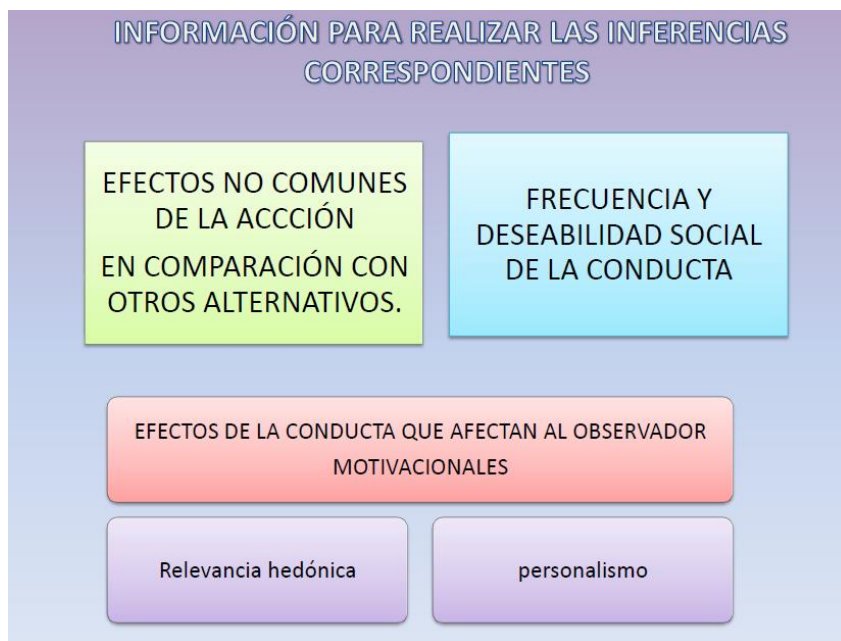 INFORMACIÓN PARA REALIZAR LAS INFERENCIAS
CORRESPONDIENTES
EFECTOS NO COMUNES
DE LA ACCCIÓN
EN COMPARACIÓN CON
OTROS ALTERNATIVOS.
FRECUENCIA Y
DESEABILIDAD SOCIAL
DE LA CONDUCTA
EFECTOS DE LA CONDUCTA QUE AFECTAN AL OBSERVADOR
MOTIVACIONALES
Relevancia hedónica
personalismo